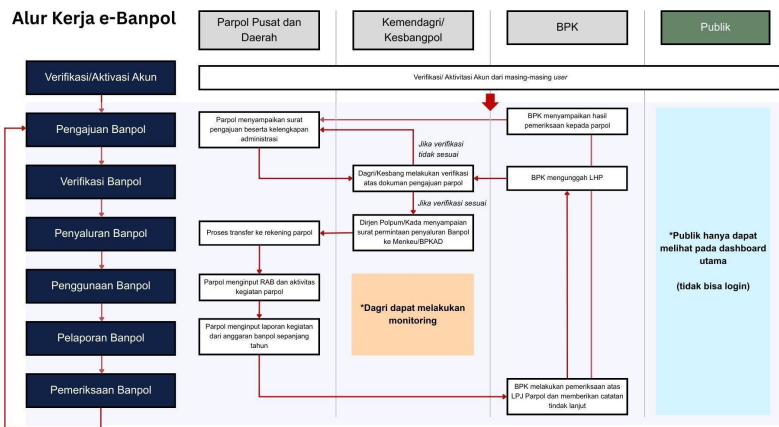 Alur Kerja e-Banpol
Parpol Pusat dan
Daerah
Kemendagri/
Kesbangpol
BPK
Publik
Verifikasi/Aktivasi Akun
Verifikasi/ Aktivitasi Akun dari masing-masing user
Pengajuan Banpol
Parpol menyampaikan surat
pengajuan beserta kelengkapan
administrasi
BPK menyampaikan hasil
pemeriksaan kepada parpol
Jika verifikasi
tidak sesuai
Verifikasi Banpol
Dagri/Kesbang melakukan verifikasi
atas dokumen pengajuan parpol
BPK mengunggah LHP
Jika verifikasi sesuai
Penyaluran Banpol
Proses transfer ke rekening parpol
Dirjen Polpum/Kada menyampaian
surat permintaan penyaluran Banpol
ke Menkeu/BPKAD
*Publik hanya dapat
melihat pada dashboard
utama
(tidak bisa login)
Penggunaan Banpol
Parpol menginput RAB dan aktivitas
kegiatan parpol
*Dagri dapat melakukan
monitoring
Pelaporan Banpol
Parpol menginput laporan kegiatan
dari anggaran banpol sepanjang
tahun
Pemeriksaan Banpol
BPK melakukan pemeriksaan atas
LPJ Parpol dan memberikan catatan
tindak lanjut